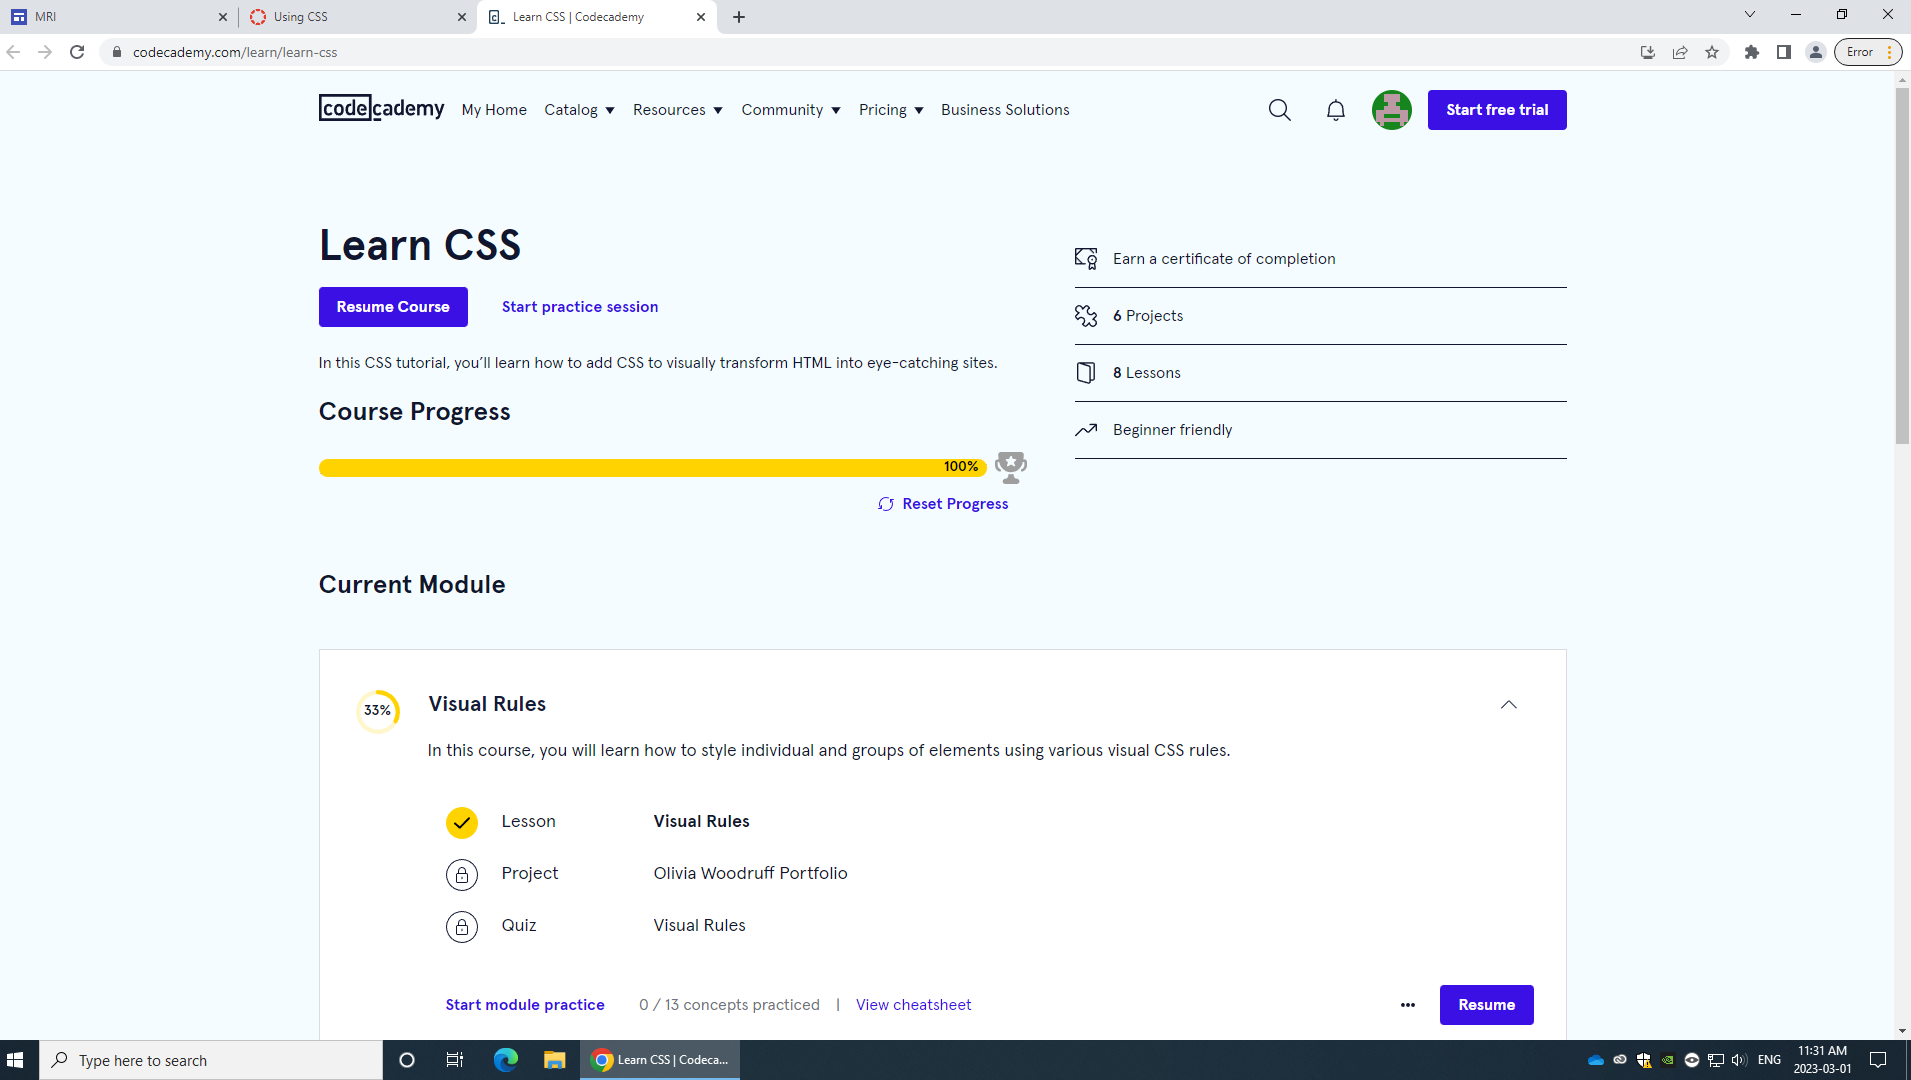 MRI
Using CSS
Learn CSS | Codecademy
codecademy.com/learn/learn-css
Error
codecademy
My Home
Catalog
Resources
Community
Pricing
Business Solutions
Start free trial
Learn CSS
Resume Course
Start practice session
In this CSS tutorial, you’ll learn how to add CSS to visually transform HTML into eye-catching sites.
Course Progress
100%
Reset Progress
Earn a certificate of completion
6 Projects
8 Lessons
Beginner friendly
Current Module
33%
Visual Rules
In this course, you will learn how to style individual and groups of elements using various visual CSS rules.
Lesson
Visual Rules
Project
Olivia Woodruff Portfolio
Quiz
Visual Rules
Start module practice
0 / 13 concepts practiced
|
View cheatsheet
Resume
Type here to search
Learn CSS | Codeca...
ENG
11:31 AM
2023-03-01